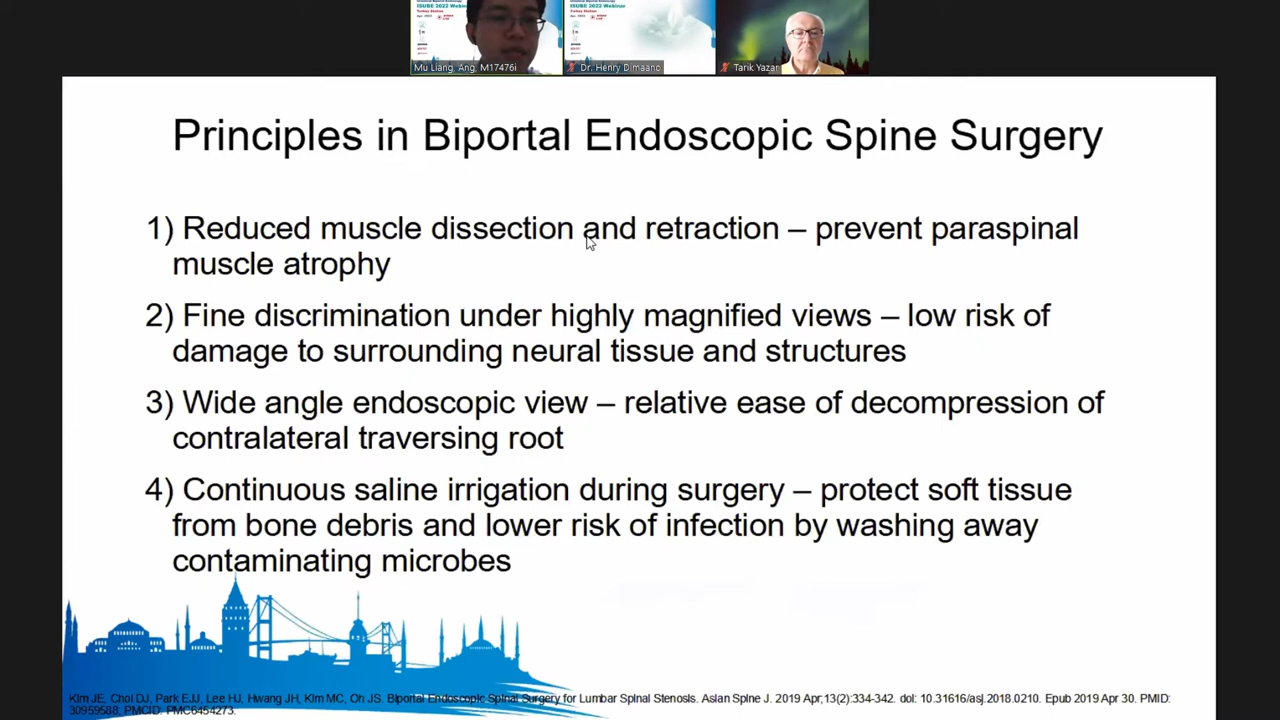 ISUBE 2022 Webinar
ISUBE 2022 Webinar
Mu Liang, Ang. M17476i
Dr. Henry Dimaano
Tarik Yazar
Principles in Biportal Endoscopic Spine Surgery
1) Reduced muscle dissection and retraction – prevent paraspinal
muscle atrophy
2) Fine discrimination under highly magnified views – low risk of
damage to surrounding neural tissue and structures
3) Wide angle endoscopic view – relative ease of decompression of
contralateral traversing root
4) Continuous saline irrigation during surgery – protect soft tissue
from bone debris and lower risk of infection by washing away
contaminating microbes
Kim JE, Choi DJ, Park EJJ, Lee HJ, Hwang JH, Kim MC, Oh JS. Biportal Endoscopic Spinal Surgery for Lumbar Spinal Stenosis. Asian Spine J. 2019 Apr;13(2):334-342. doi: 10.31616/asj.2018.0210. Epub 2019 Apr 30. PMID:
30959588; PMCID: PMC6454273.